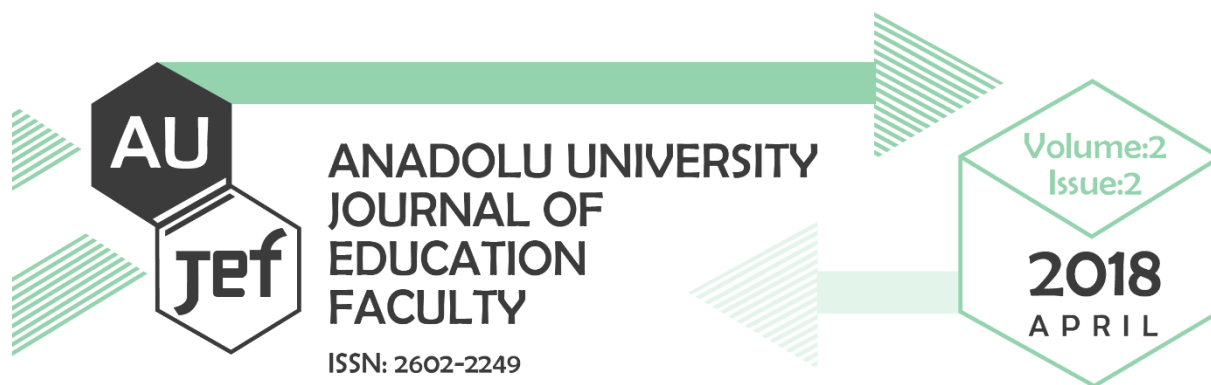 AU
Jef
ANADOLU UNIVERSITY
JOURNAL OF
EDUCATION
FACULTY
ISSN: 2602-2249
Volume:2
Issue:2
2018
APRIL